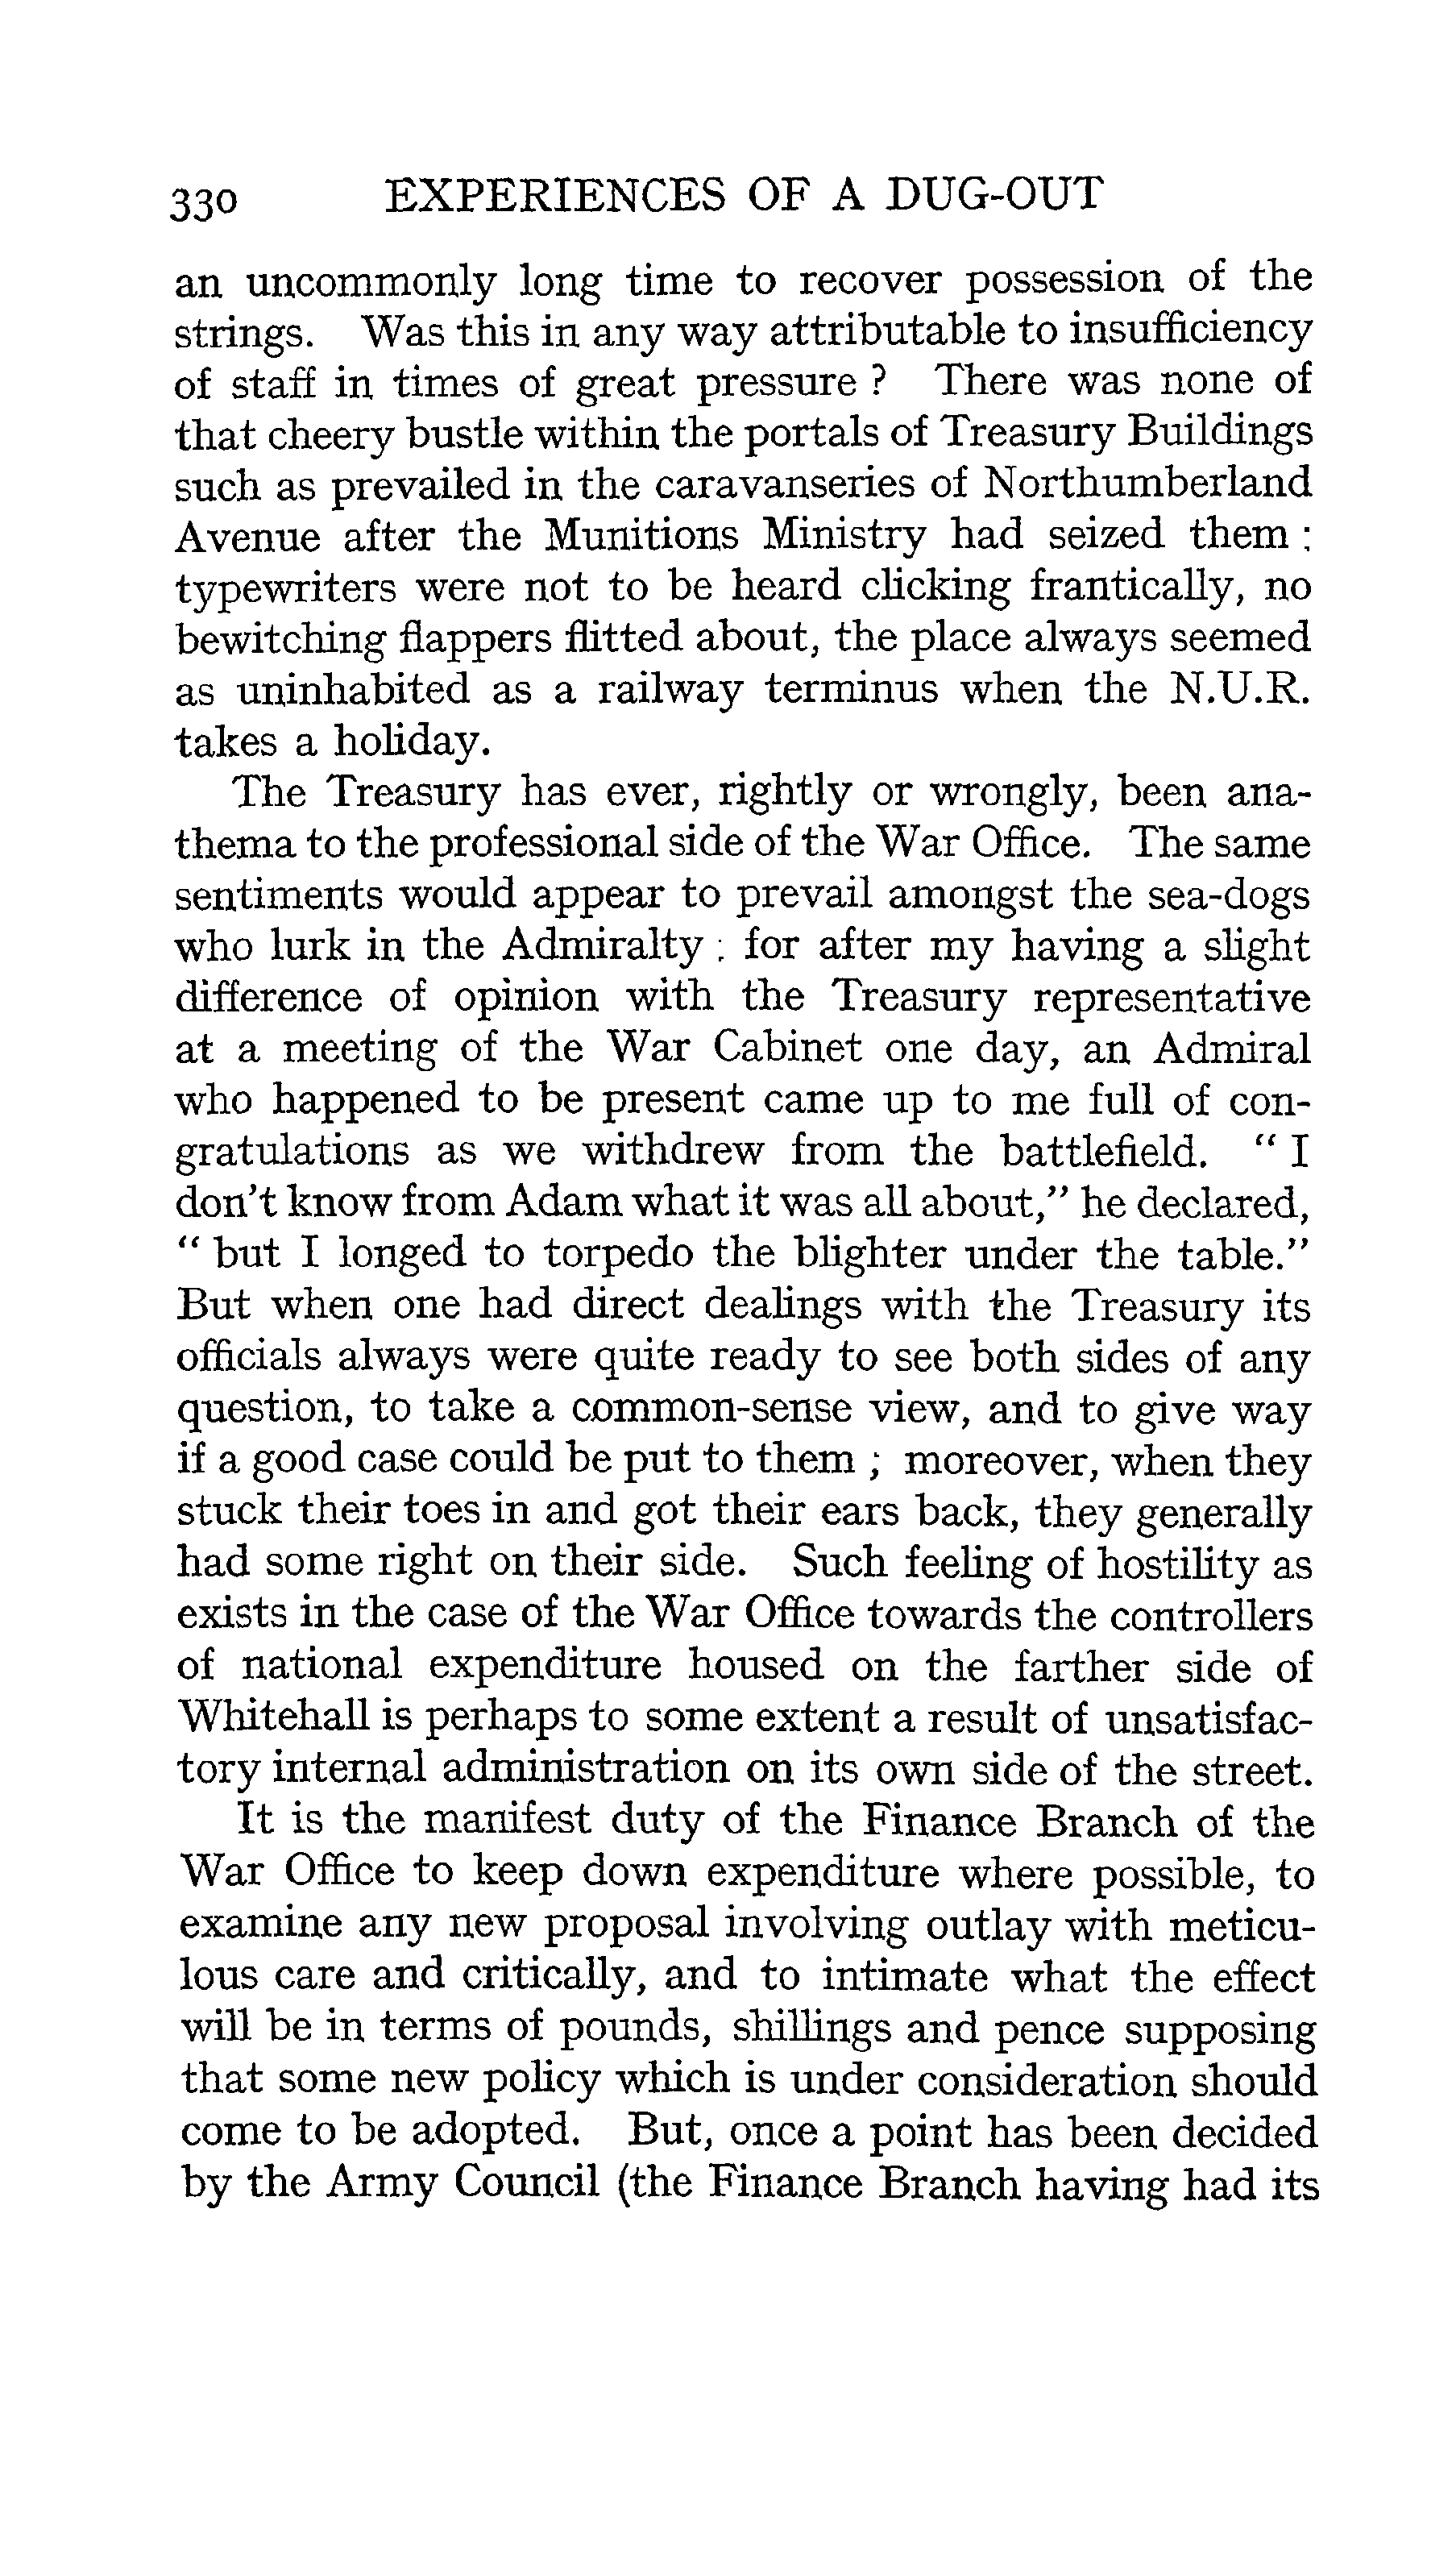 330 EXPERIENCES OF A DUG-OUT
an uncommonly long time to recover possession of the
strings. Was this in any way attributable to insufficiency
of staff in times of great pressure ? There was none of
that cheery bustle within the portals of Treasury Buildings
such as prevailed in the caravanseries of Northumberland
Avenue after the Munitions Ministry had seized them :
typewriters were not to be heard clicking frantically, no
bewitching flappers flitted about, the place always seemed
as uninhabited as a railway terminus when the N.U.R.
takes a holiday.
The Treasury has ever, rightly or wrongly, been ana-
thema to the professional side of the War Office. The same
sentiments would appear to prevail amongst the sea-dogs
who lurk in the Admiralty : for after my having a slight
difference of opinion with the Treasury representative
at a meeting of the War Cabinet one day, an Admiral
who happened to be present came up to me full of con-
gratulations as we withdrew from the battlefield. " I
don't know from Adam what it was all about," he declared,
" but I longed to torpedo the blighter under the table."
But when one had direct dealings with the Treasury its
officials always were quite ready to see both sides of any
question, to take a common-sense view, and to give way
if a good case could be put to them ; moreover, when they
stuck their toes in and got their ears back, they generally
had some right on their side. Such feeling of hostility as
exists in the case of the War Office towards the controllers
of national expenditure housed on the farther side of
Whitehall is perhaps to some extent a result of unsatisfac-
tory internal administration on its own side of the street.
It is the manifest duty of the Finance Branch of the
War Office to keep down expenditure where possible, to
examine any new proposal involving outlay with meticu-
lous care and critically, and to intimate what the effect
will be in terms of pounds, shillings and pence supposing
that some new policy which is under consideration should
come to be adopted. But, once a point has been decided
by the Army Council (the Finance Branch having had its